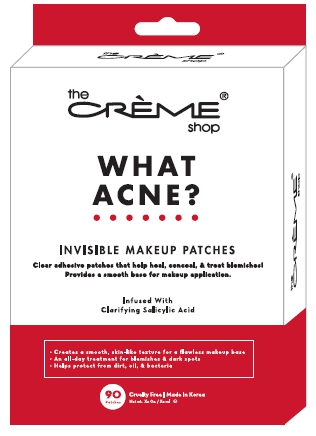 the
CRÈME®
shop
the
CRÈME®
shop
the
CRÈME®
shop
WHAT
ACNE?
INVISIBLE MAKEUP PATCHES
Clear adhesive patches that help heal, conceal, & treat blemishes!
Provides a smooth base for makeup application.
Infused With
Clarifying Salicylic Acid
• Creates a smooth, skin-like texture for a flawless makeup base
• An all-day treatment for blemishes & dark spots
• Helps protect from dirt, oil, & bacteria
90
Patches
Cruelty Free | Made in Korea